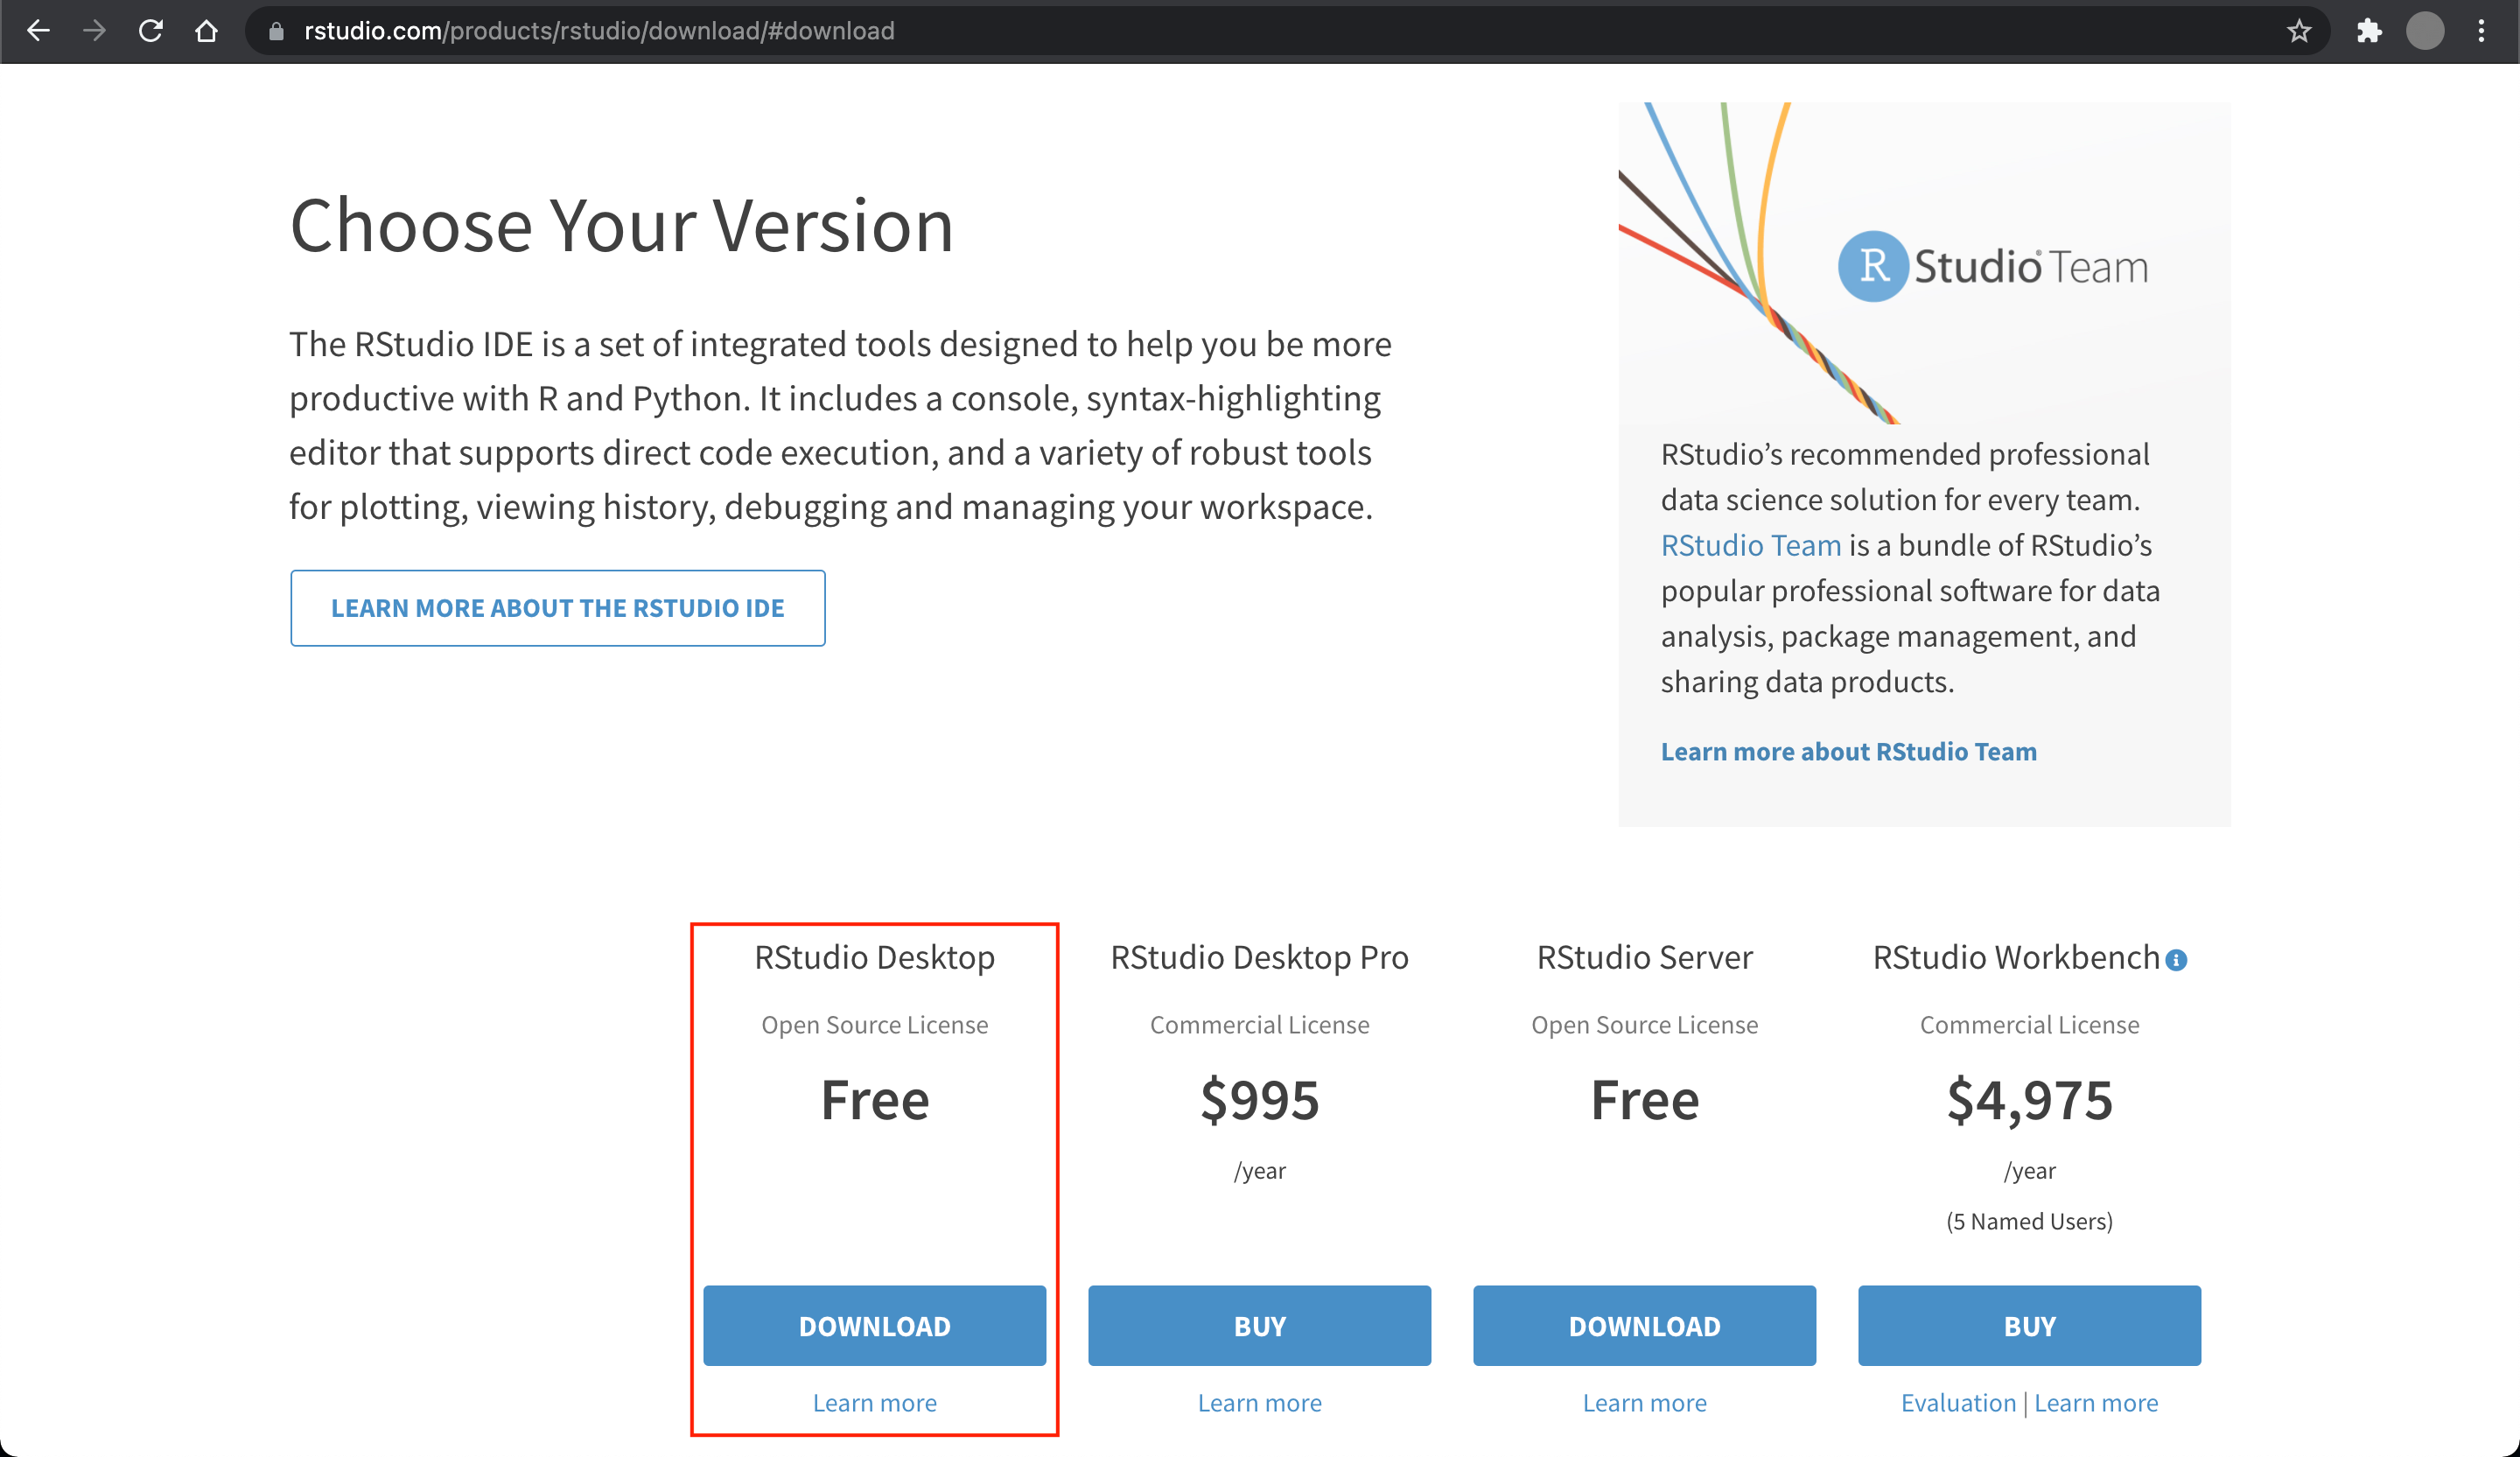 rstudio.com/products/rstudio/download/#download
Choose Your Version
The RStudio IDE is a set of integrated tools designed to help you be more
productive with R and Python. It includes a console, syntax-highlighting
editor that supports direct code execution, and a variety of robust tools
for plotting, viewing history, debugging and managing your workspace.
LEARN MORE ABOUT THE RSTUDIO IDE
R Studio® Team
RStudio’s recommended professional
data science solution for every team.
RStudio Team is a bundle of RStudio’s
popular professional software for data
analysis, package management, and
sharing data products.
Learn more about RStudio Team
RStudio Desktop
Open Source License
Free
DOWNLOAD
Learn more
RStudio Desktop Pro
Commercial License
$995
/year
BUY
Learn more
RStudio Server
Open Source License
Free
DOWNLOAD
Learn more
RStudio Workbench i
Commercial License
$4,975
/year
(5 Named Users)
BUY
Evaluation | Learn more